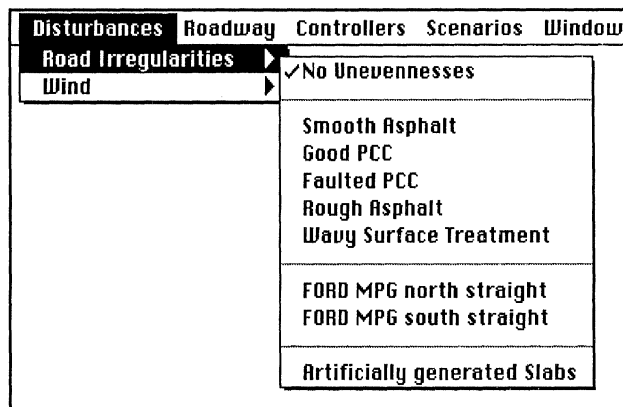 Disturbances Roadway Controllers Scenarios Window
Road Irregularities
Wind
✓No Unevennesses
Smooth Asphalt
Good PCC
Faulted PCC
Rough Asphalt
Wavy Surface Treatment
FORD MPG north straight
FORD MPG south straight
Artificially generated Slabs